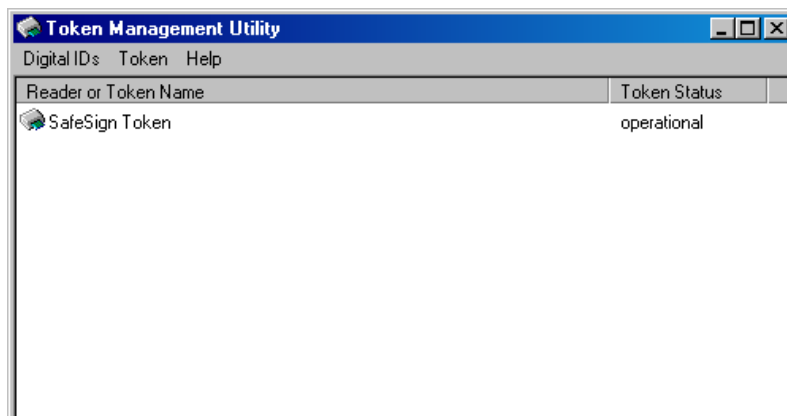 Token Management Utility
Digital IDs Token Help
Reader or Token Name Token Status
SafeSign Token operational